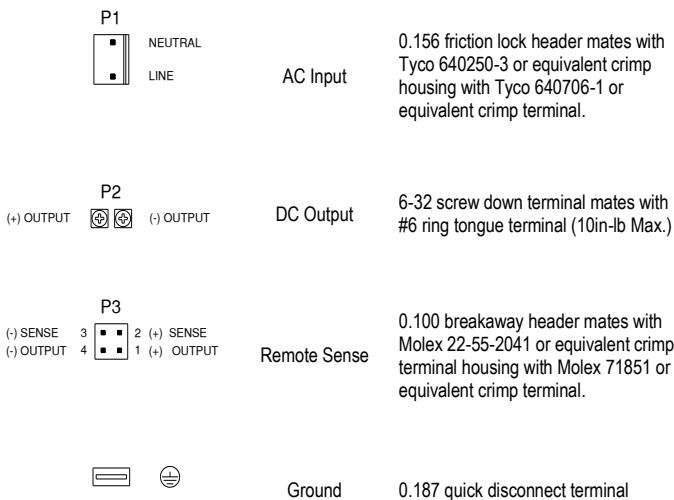 P1
NEUTRAL
LINE
AC Input
0.156 friction lock header mates with
Tyco 640250-3 or equivalent crimp
housing with Tyco 640706-1 or
equivalent crimp terminal.
P2
(+) OUTPUT
(-) OUTPUT
DC Output
6-32 screw down terminal mates with
#6 ring tongue terminal (10in-lb Max.)
P3
(-) SENSE 3 2 (+) SENSE
(-) OUTPUT 4 1 (+) OUTPUT
Remote Sense
0.100 breakaway header mates with
Molex 22-55-2041 or equivalent crimp
terminal housing with Molex 71851 or
equivalent crimp terminal.
Ground
0.187 quick disconnect terminal